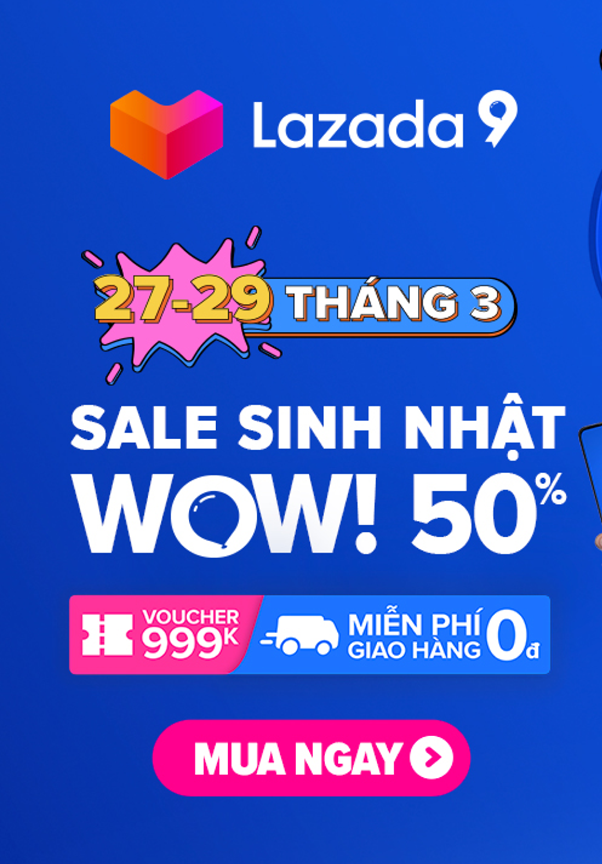 Lazada 9
27-29 THÁNG 3
SALE SINH NHẬT
WOW! 50%
VOUCHER
999K
MIỄN PHÍ
GIAO HÀNG
0đ
MUA NGAY